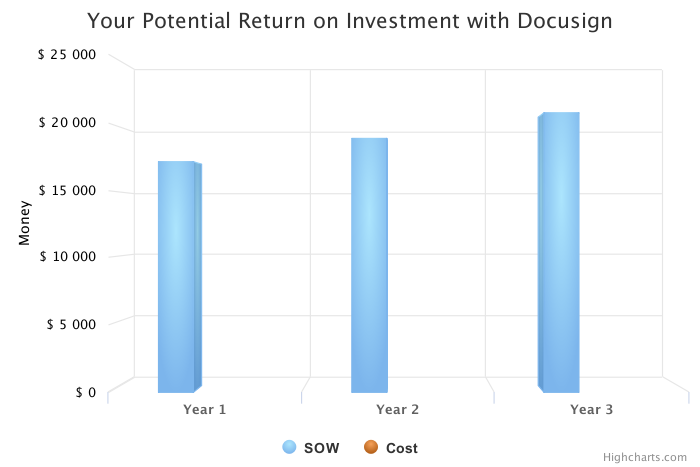 Your Potential Return on Investment with Docusign
$ 25 000
$ 20 000
$ 15 000
$ 10 000
$ 5 000
$ 0
Money
Year 1
Year 2
Year 3
SOW
Cost
Highcharts.com